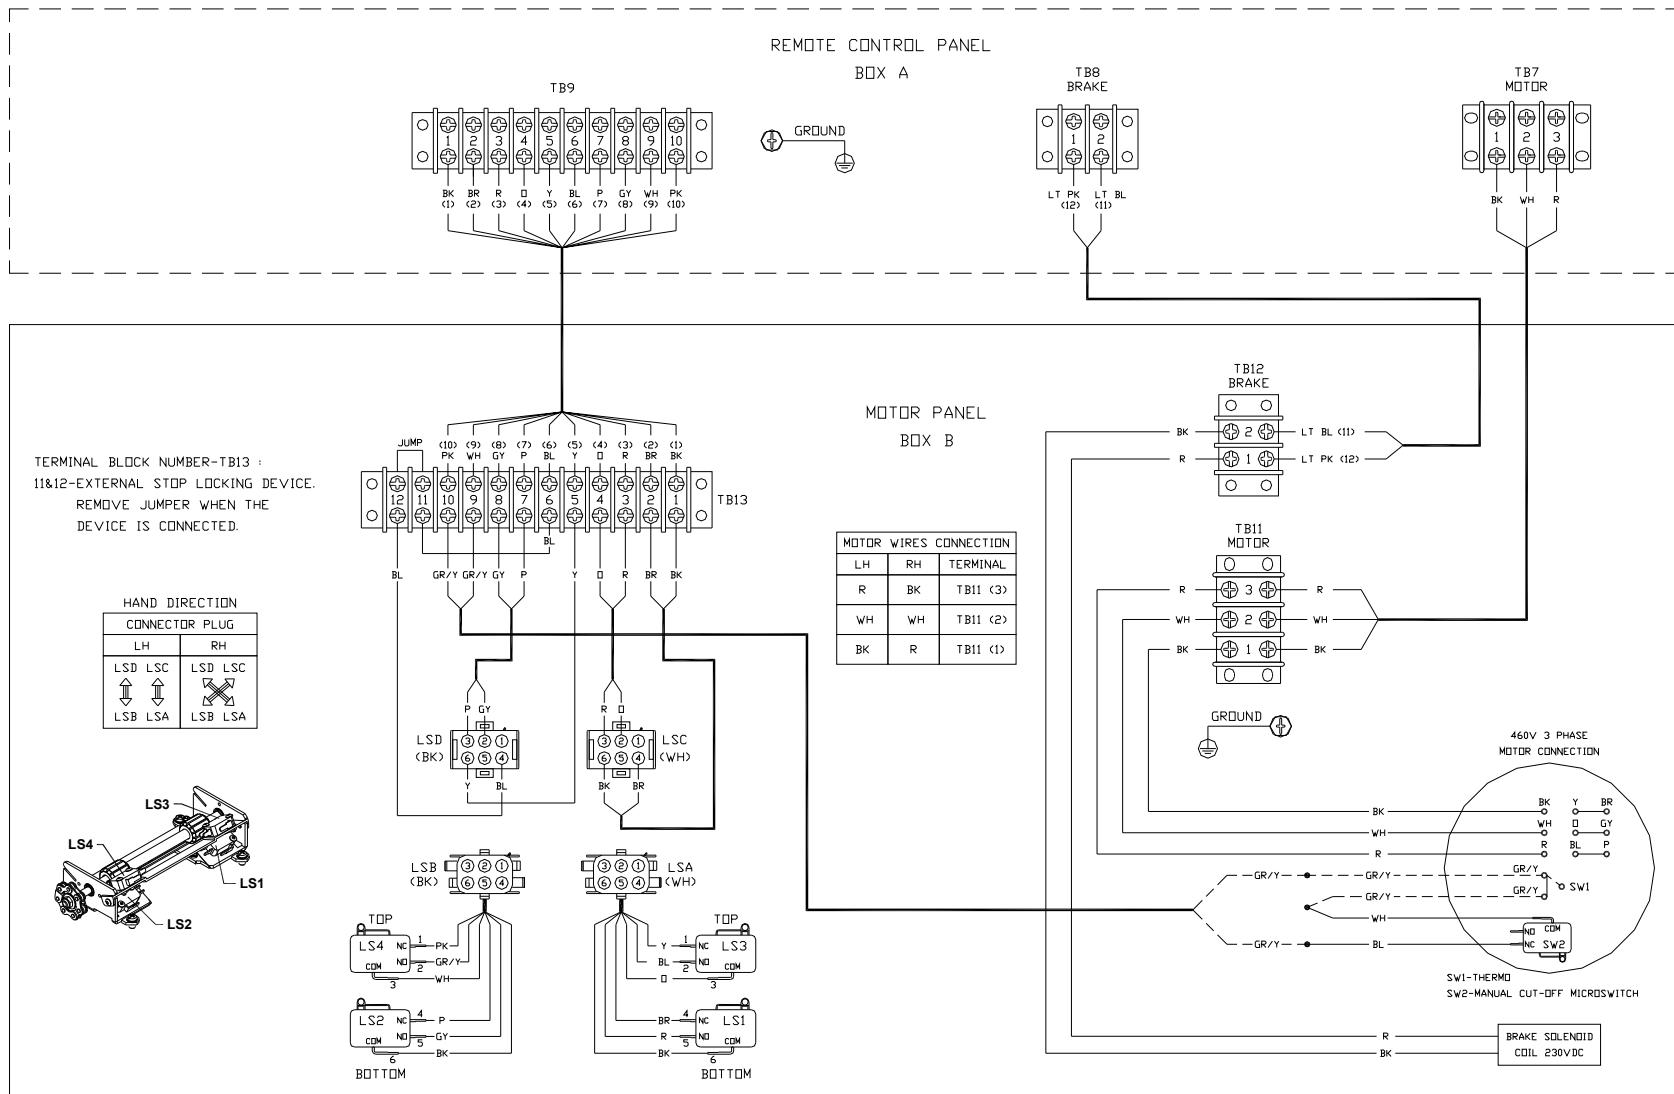 REMOTE CONTROL PANEL
BOX A
TB9
1 2 3 4 5 6 7 8 9 10
BK BR R O Y BL P GY WH PK
(1) (2) (3) (4) (5) (6) (7) (8) (9) (10)
GROUND
TB8
BRAKE
1 2
LT PK LT BL
(12) (11)
TB7
MOTOR
1 2 3
BK WH R
MOTOR PANEL
BOX B
TERMINAL BLOCK NUMBER-TB13 :
11&12-EXTERNAL STOP LOCKING DEVICE.
REMOVE JUMPER WHEN THE
DEVICE IS CONNECTED.
JUMP
(10) (9) (8) (7) (6) (5) (4) (3) (2) (1)
PK WH GY P BL Y O R BR BK
12 11 10 9 8 7 6 5 4 3 2 1
TB13
BL
BL GR/Y GR/Y GY P Y O R BR BK
HAND DIRECTION
CONNECTOR PLUG
LH RH
LSD LSC LSD LSC
LSB LSA LSB LSA
MOTOR WIRES CONNECTION
LH RH TERMINAL
R BK TB11 (3)
WH WH TB11 (2)
BK R TB11 (1)
TB12
BRAKE
BK 2 LT BL (11)
R 1 LT PK (12)
TB11
MOTOR
R 3 R
WH 2 WH
BK 1 BK
GROUND
P GY
LSD
(BK)
3 2 1
6 5 4
Y BL
R O
3 2 1
6 5 4
LSC
(WH)
BK BR
LSB
(BK)
3 2 1
6 5 4
3 2 1
6 5 4
LSA
(WH)
TOP
LS4 NC 1 PK
NO 2 GR/Y
COM 3 WH
LS2 NC 4 P
NO 5 GY
COM 6 BK
BOTTOM
TOP
Y 1 NC LS3
BL 2 NO
O 3 COM
BR 4 NC LS1
R 5 NO
BK 6 COM
BOTTOM
LS3
LS4
LS1
LS2
460V 3 PHASE
MOTOR CONNECTION
BK BK Y BR
WH WH O GY
R R BL P
GR/Y GR/Y GR/Y
SW1
GR/Y GR/Y
WH
GR/Y BL
COM
NO
NC SW2
SW1-THERMO
SW2-MANUAL CUT-OFF MICROSWITCH
R
BK
BRAKE SOLENOID
COIL 230VDC